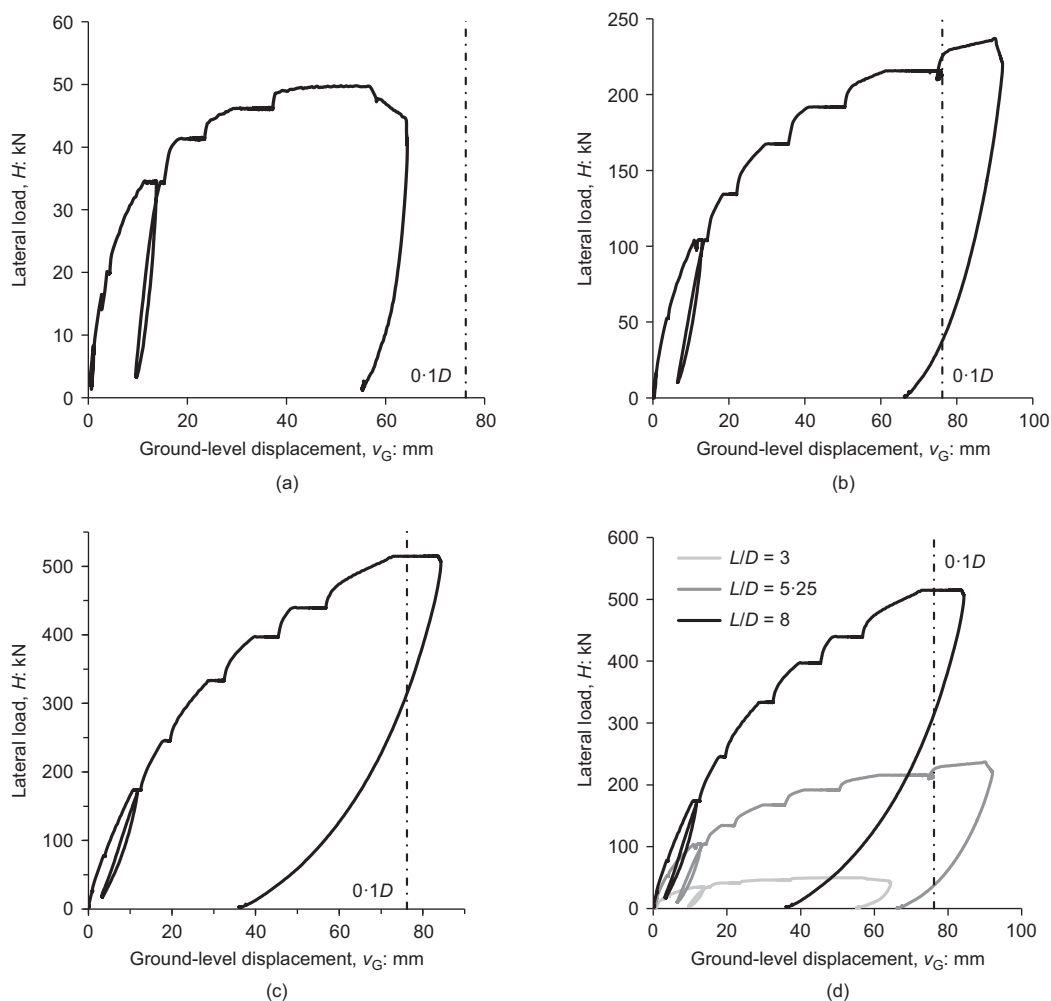 60
50
40
30
20
10
0
0
20
40
60
80
Lateral load, H: kN
Ground-level displacement, vG: mm
0·1D
(a)
250
200
150
100
50
0
0
20
40
60
80
100
Lateral load, H: kN
Ground-level displacement, vG: mm
0·1D
(b)
500
400
300
200
100
0
0
20
40
60
80
Lateral load, H: kN
Ground-level displacement, vG: mm
0·1D
(c)
600
500
400
300
200
100
0
0
20
40
60
80
100
Lateral load, H: kN
Ground-level displacement, vG: mm
L/D = 3
L/D = 5·25
L/D = 8
0·1D
(d)